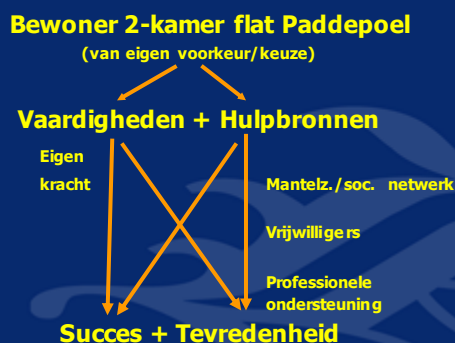 Bewoner 2-kamer flat Paddepoel
(van eigen voorkeur/keuze)
Vaardigheden + Hulpbronnen
Eigen
kracht
Mantelz./soc. netwerk
Vrijwilligers
Professionele
ondersteuning
Succes + Tevredenheid